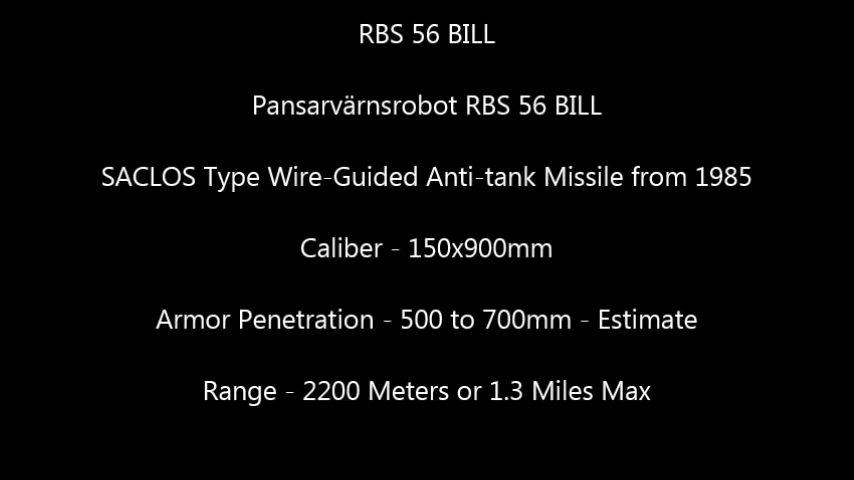 RBS 56 BILL
Pansarvärnsrobot RBS 56 BILL
SACLOS Type Wire-Guided Anti-tank Missile from 1985
Caliber - 150x900mm
Armor Penetration - 500 to 700mm - Estimate
Range - 2200 Meters or 1.3 Miles Max